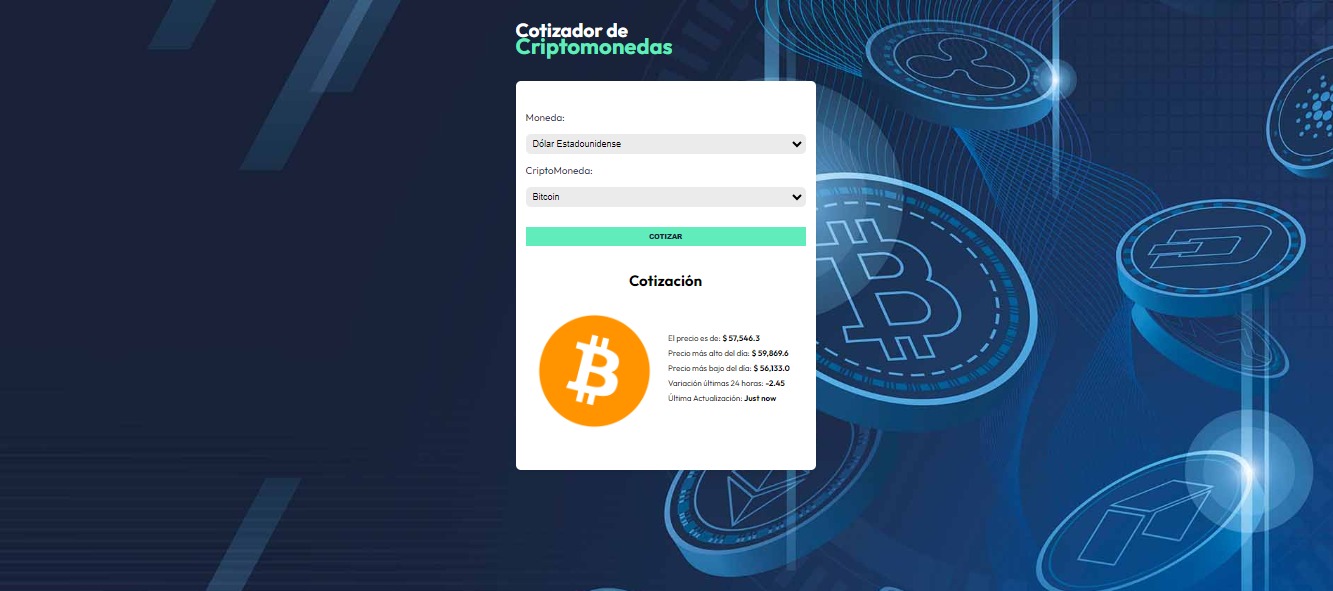 Cotizador de
Criptomonedas
Moneda:
Dólar Estadounidense
CriptoMoneda:
Bitcoin
COTIZAR
Cotización
El precio es de: $ 57,546.3
Precio más alto del día: $ 59,869.6
Precio más bajo del día: $ 56,133.0
Variación últimas 24 horas: -2.45
Última Actualización: Just now